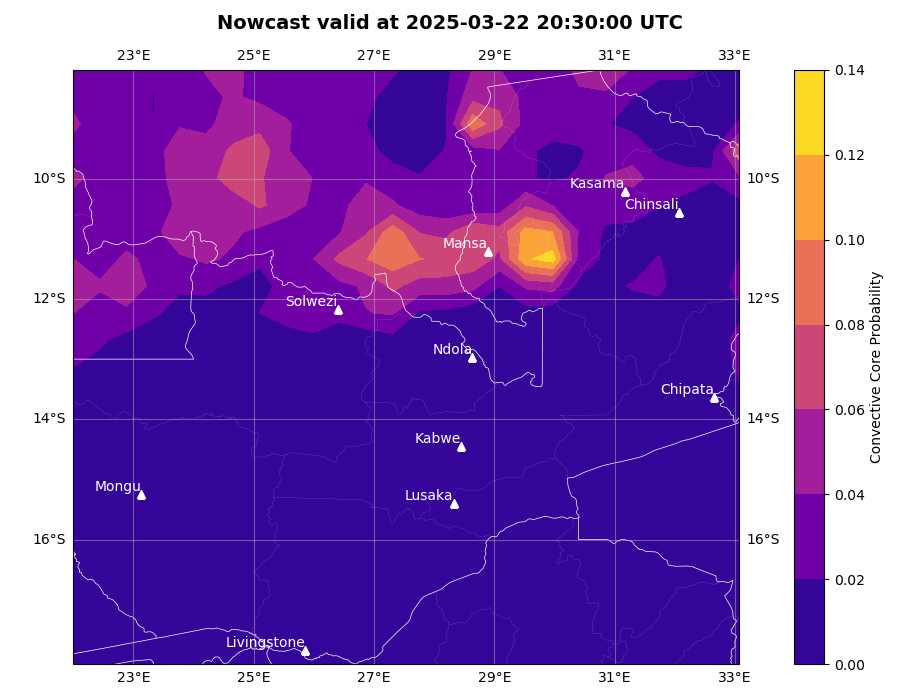 Nowcast valid at 2025-03-22 20:30:00 UTC
23°E 25°E 27°E 29°E 31°E 33°E
0.14
0.12
0.10
0.08
0.06
0.04
0.02
0.00
Convective Core Probability
10°S 10°S
12°S 12°S
14°S 14°S
16°S 16°S
Kasama
Chinsali
Mansa
Solwezi
Ndola
Chipata
Kabwe
Mongu
Lusaka
Livingstone
23°E 25°E 27°E 29°E 31°E 33°E